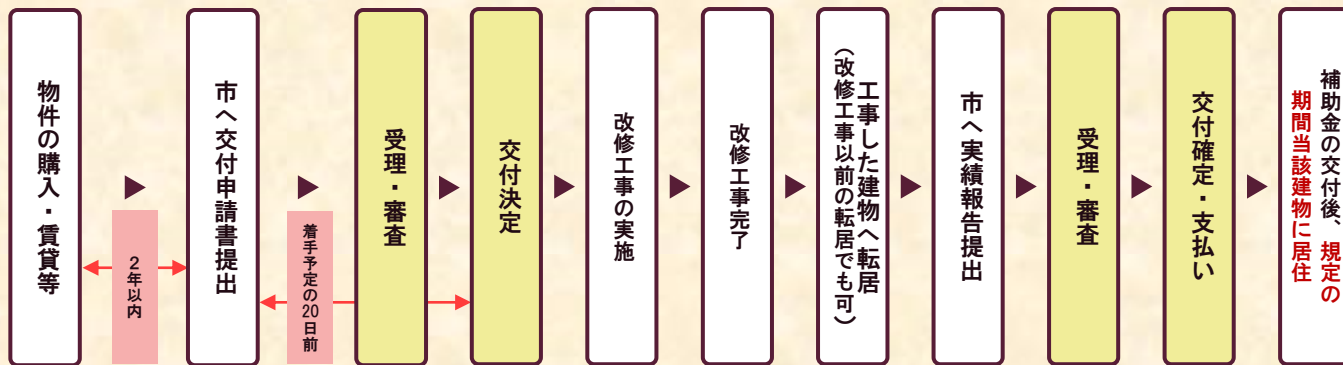 物件の購入・賃貸等
2年以内
市へ交付申請書提出
着手予定の20日前
受理・審査
交付決定
改修工事の実施
改修工事完了
工事した建物へ転居
（改修工事以前の転居でも可）
市へ実績報告提出
受理・審査
交付確定・支払い
補助金の交付後、規定の
期間当該建物に居住